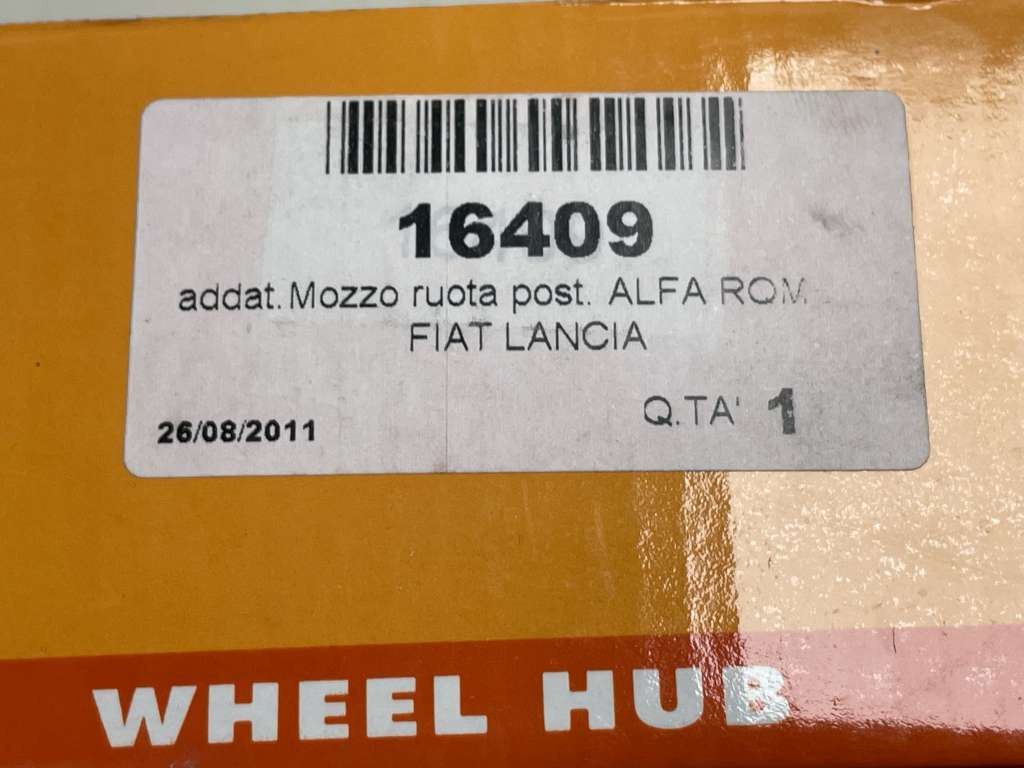 16409
addat. Mozzo ruota post. ALFA ROM
FIAT LANCIA
Q.TA' 1
26/08/2011
WHEEL HUB